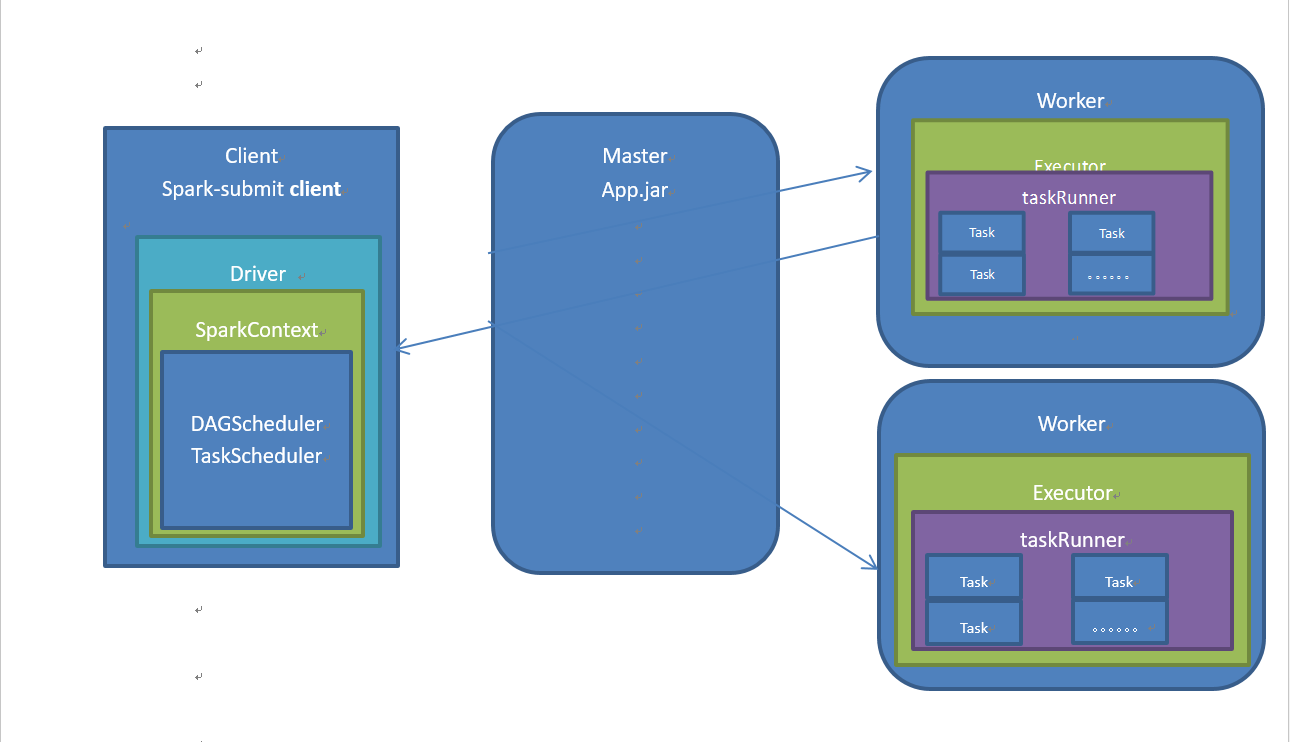 Client
Spark-submit client
Driver
SparkContext
DAGScheduler
TaskScheduler
Master
App.jar
Worker
Executor
taskRunner
Task
Task
Task
。。。。。。
Worker
Executor
taskRunner
Task
Task
Task
。。。。。。